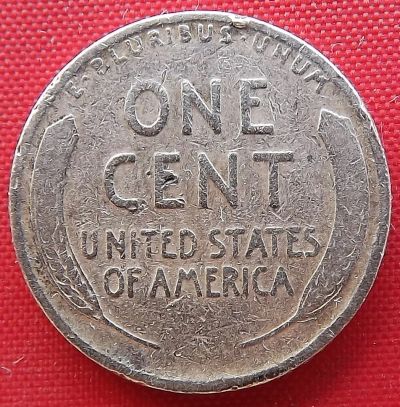 E·PLURIBUS·UNUM
ONE
CENT
UNITED STATES
OF AMERICA